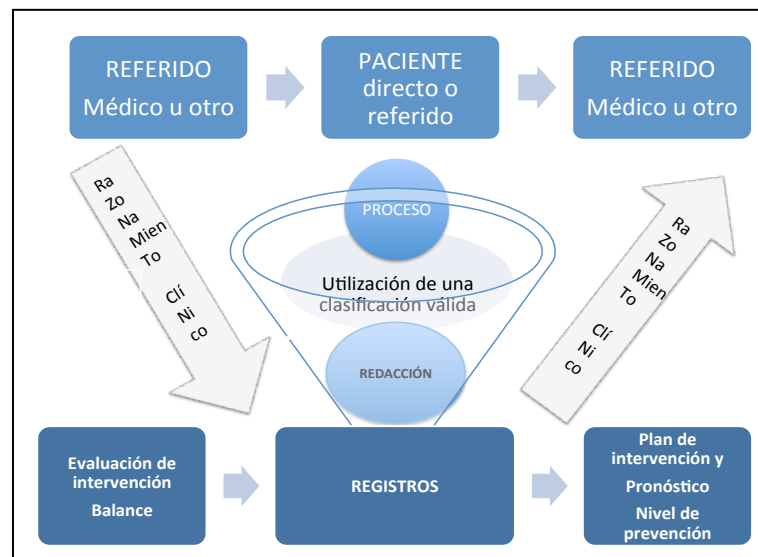 REFERIDO
Médico u otro
PACIENTE
directo o
referido
REFERIDO
Médico u otro
Ra
Zo
Na
Mien
To
Clí
Ni
co
PROCESO
Utilización de una
clasificación válida
REDACCIÓN
Ra
Zo
Na
Mien
To
Clí
Ni
co
Evaluación de
intervención
Balance
REGISTROS
Plan de
intervención y
Pronóstico
Nivel de
prevención